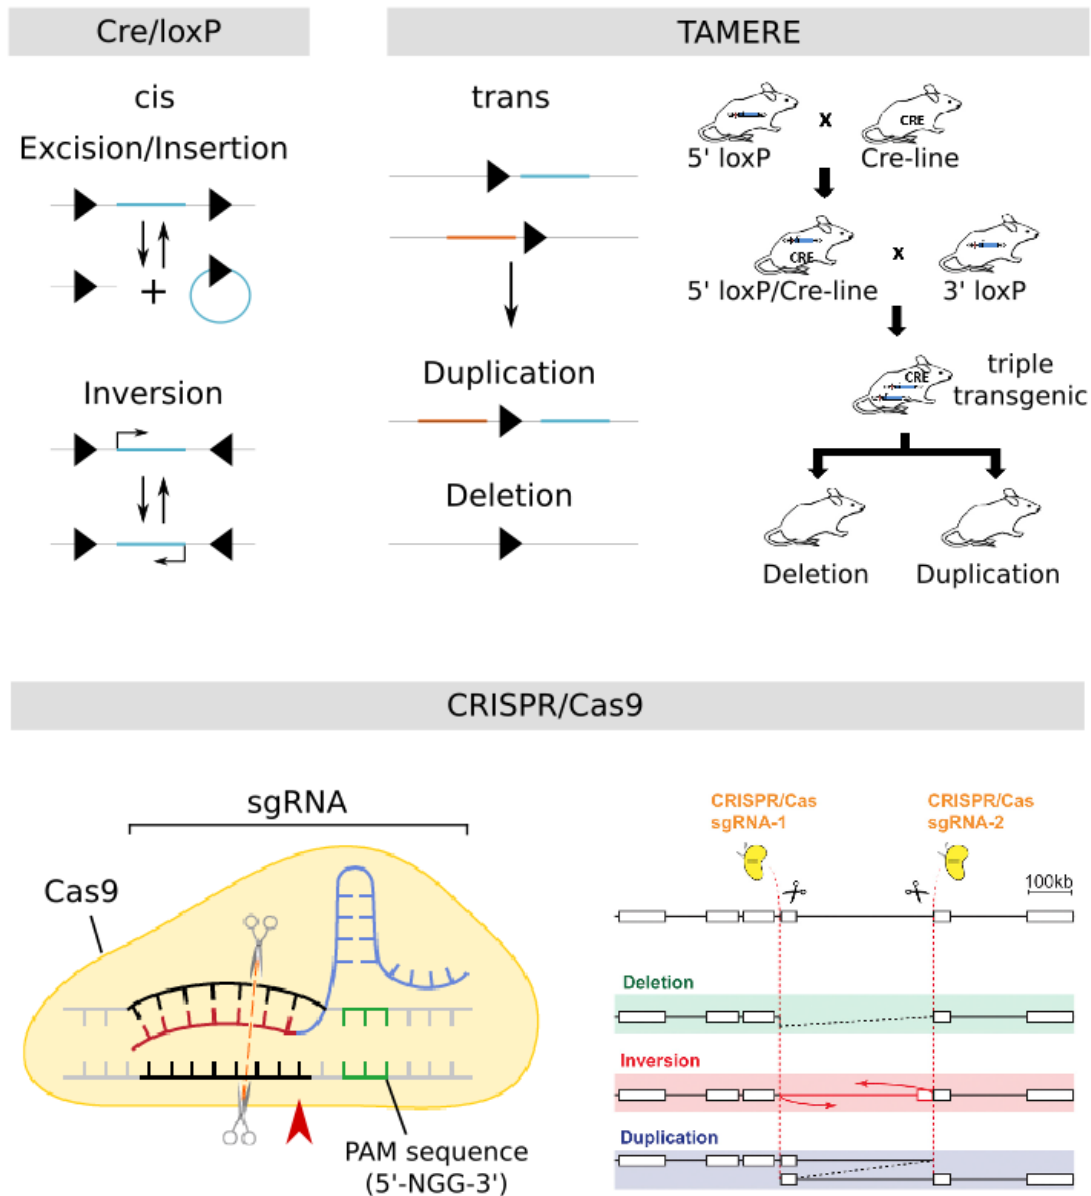 Cre/loxP
TAMERE
cis
Excision/Insertion
+
Inversion
trans
Duplication
Deletion
x
CRE
5' loxP
Cre-line
CRE
x
5' loxP/Cre-line
3' loxP
CRE
triple
transgenic
Deletion
Duplication
CRISPR/Cas9
sgRNA
Cas9
PAM sequence
(5'-NGG-3')
CRISPR/Cas
sgRNA-1
CRISPR/Cas
sgRNA-2
100kb
Deletion
Inversion
Duplication